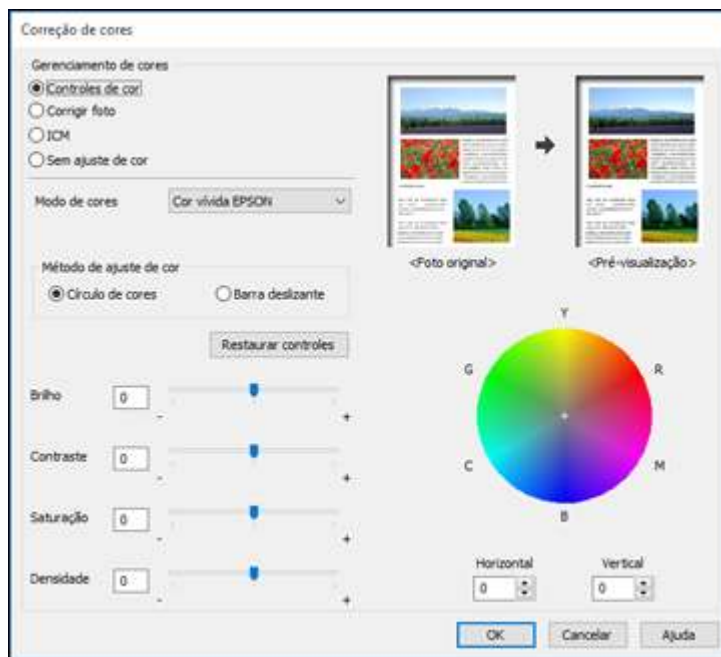 Correção de cores
Gerenciamento de cores
Controles de cor
Corrigir foto
ICM
Sem ajuste de cor
Modo de cores
Cor vívida EPSON
<Foto original>
<Pré-visualização>
Método de ajuste de cor
Círculo de cores
Barra deslizante
Restaurar controles
Brilho
0
-
+
Contraste
0
-
+
Saturação
0
-
+
Densidade
0
-
+
Y
G
R
C
M
B
Horizontal
Vertical
0
0
OK
Cancelar
Ajuda